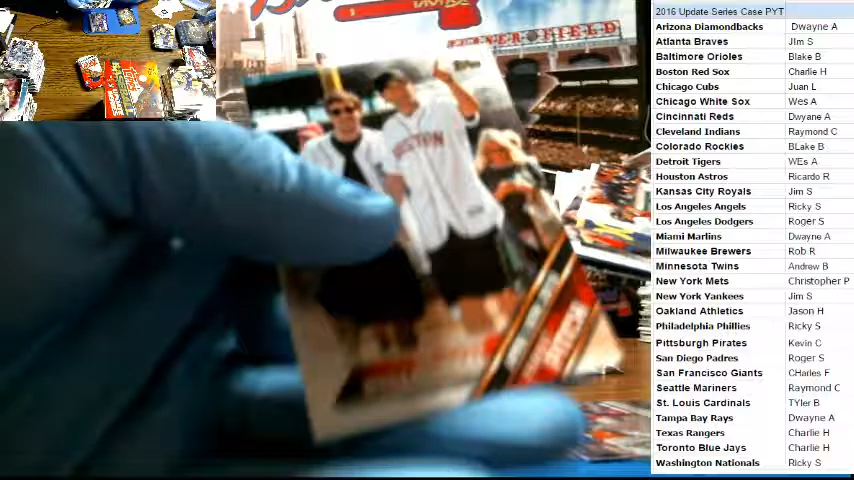 2016 Update Series Case PYT
Arizona Diamondbacks Dwayne A
Atlanta Braves JIm S
Baltimore Orioles Blake B
Boston Red Sox Charlie H
Chicago Cubs Juan L
Chicago White Sox Wes A
Cincinnati Reds Dwyane A
Cleveland Indians Raymond C
Colorado Rockies BLake B
Detroit Tigers WEs A
Houston Astros Ricardo R
Kansas City Royals Jim S
Los Angeles Angels Ricky S
Los Angeles Dodgers Roger S
Miami Marlins Dwayne A
Milwaukee Brewers Rob R
Minnesota Twins Andrew B
New York Mets Christopher P
New York Yankees Jim S
Oakland Athletics Jason H
Philadelphia Phillies Ricky S
Pittsburgh Pirates Kevin C
San Diego Padres Roger S
San Francisco Giants CHarles F
Seattle Mariners Raymond C
St. Louis Cardinals TYler B
Tampa Bay Rays Dwayne A
Texas Rangers Charlie H
Toronto Blue Jays Charlie H
Washington Nationals Ricky S